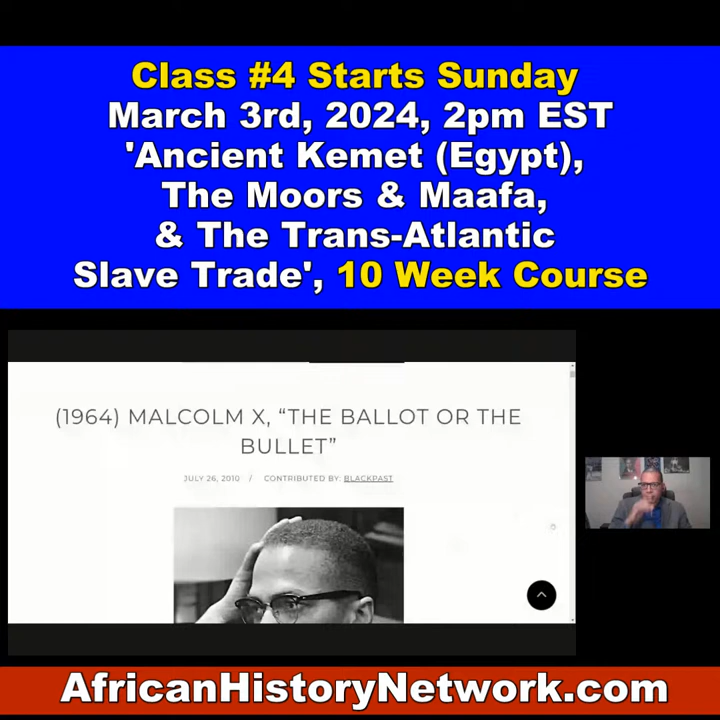 Class #4 Starts Sunday
March 3rd, 2024, 2pm EST
'Ancient Kemet (Egypt),
The Moors & Maafa,
& The Trans-Atlantic
Slave Trade', 10 Week Course
(1964) MALCOLM X, “THE BALLOT OR THE
BULLET”
JULY 26, 2010 / CONTRIBUTED BY: BLACKPAST
AfricanHistoryNetwork.com